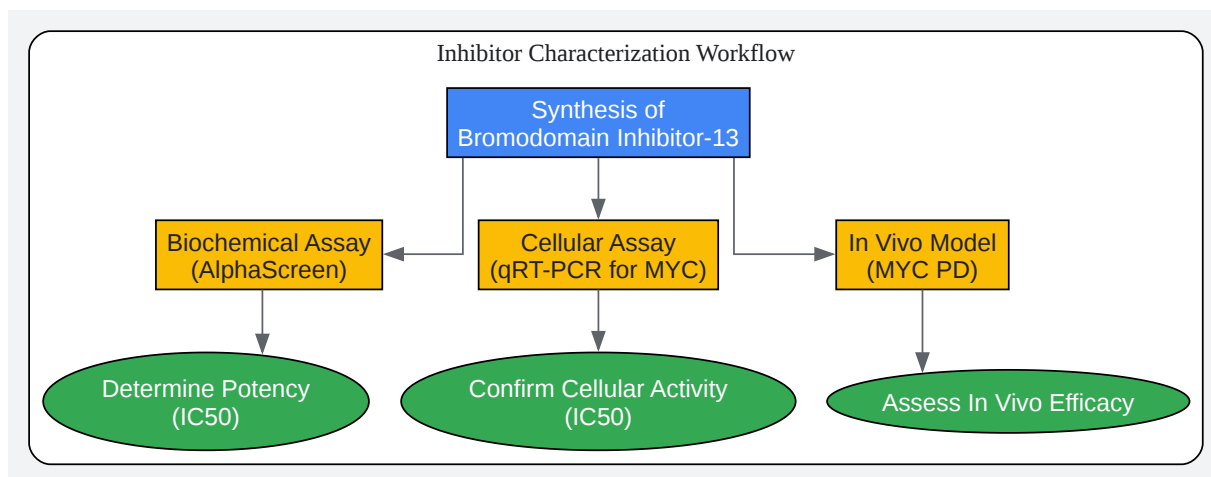 Inhibitor Characterization Workflow
Synthesis of
Bromodomain Inhibitor-13
Biochemical Assay
(AlphaScreen)
Cellular Assay
(qRT-PCR for MYC)
In Vivo Model
(MYC PD)
Determine Potency
(IC50)
Confirm Cellular Activity
(IC50)
Assess In Vivo Efficacy